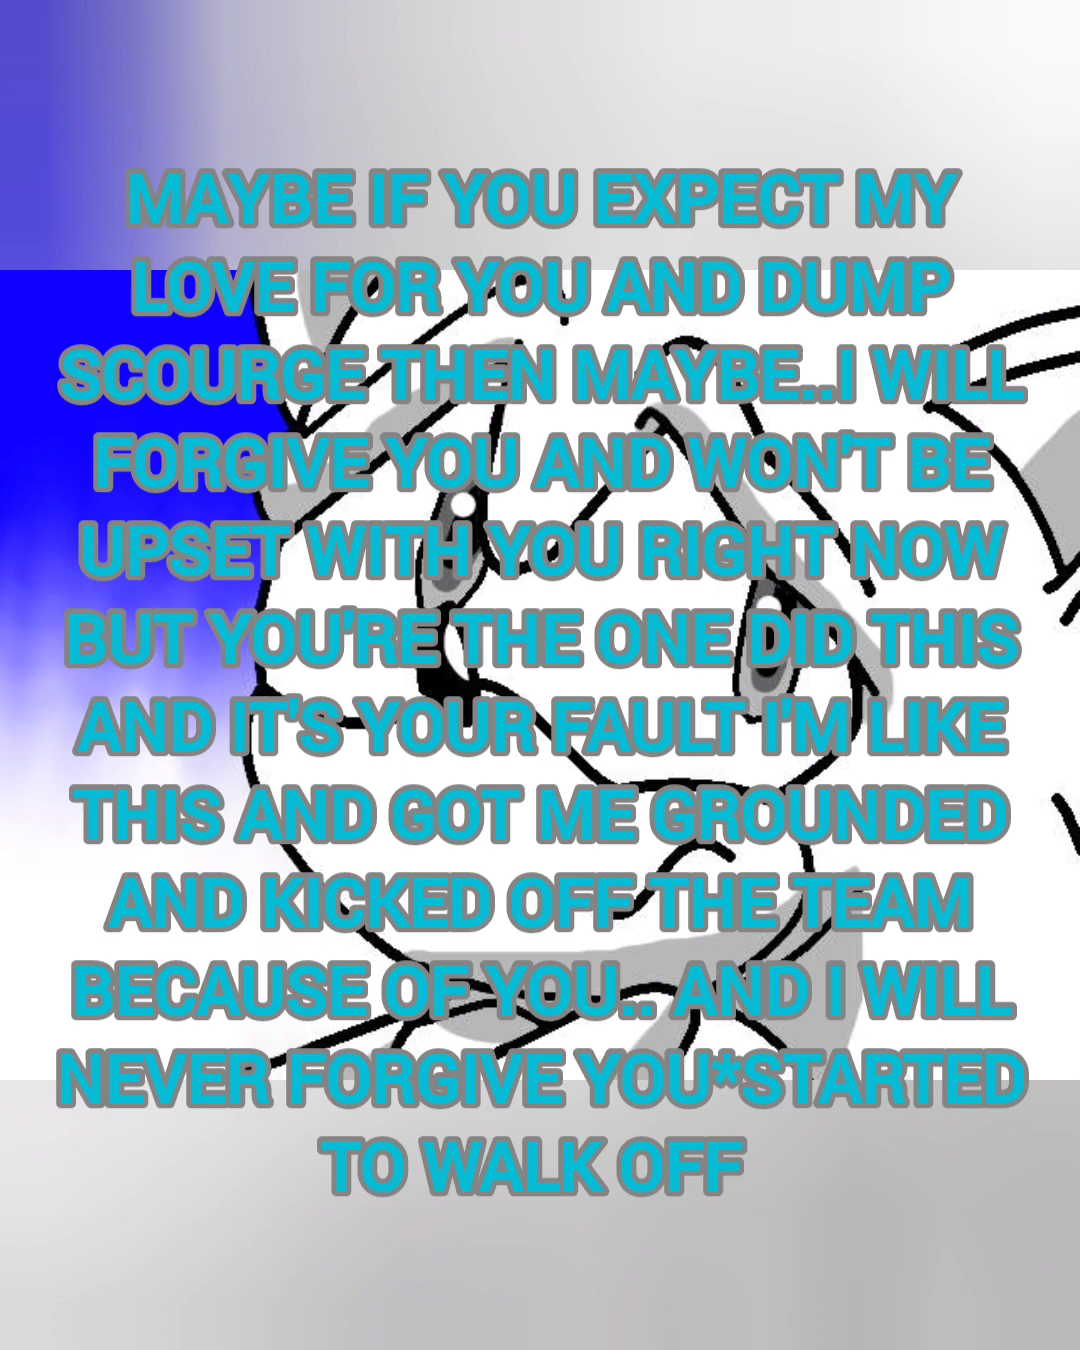 MAYBE IF YOU EXPECT MY
LOVE FOR YOU AND DUMP
SCOURGE THEN MAYBE..I WILL
FORGIVE YOU AND WON'T BE
UPSET WITH YOU RIGHT NOW
BUT YOU'RE THE ONE DID THIS
AND IT'S YOUR FAULT I'M LIKE
THIS AND GOT ME GROUNDED
AND KICKED OFF THE TEAM
BECAUSE OF YOU.. AND I WILL
NEVER FORGIVE YOU*STARTED
TO WALK OFF